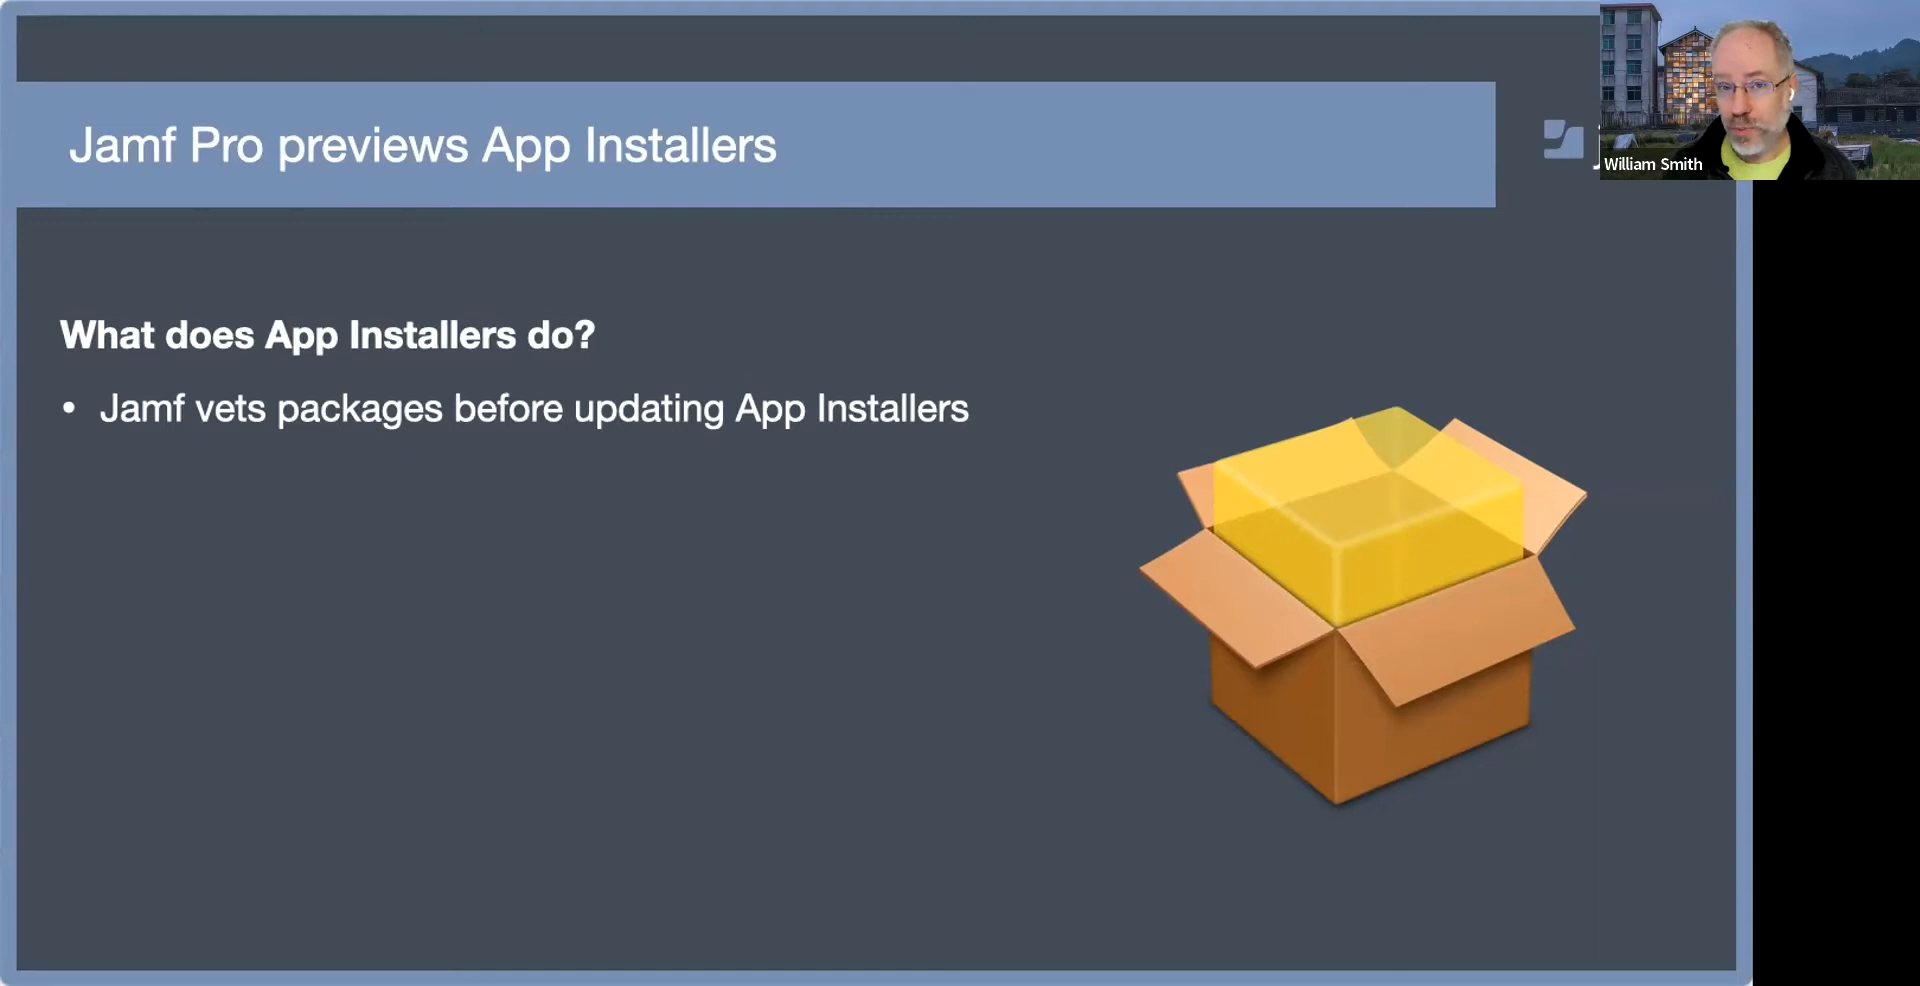 Jamf Pro previews App Installers
William Smith
What does App Installers do?
• Jamf vets packages before updating App Installers